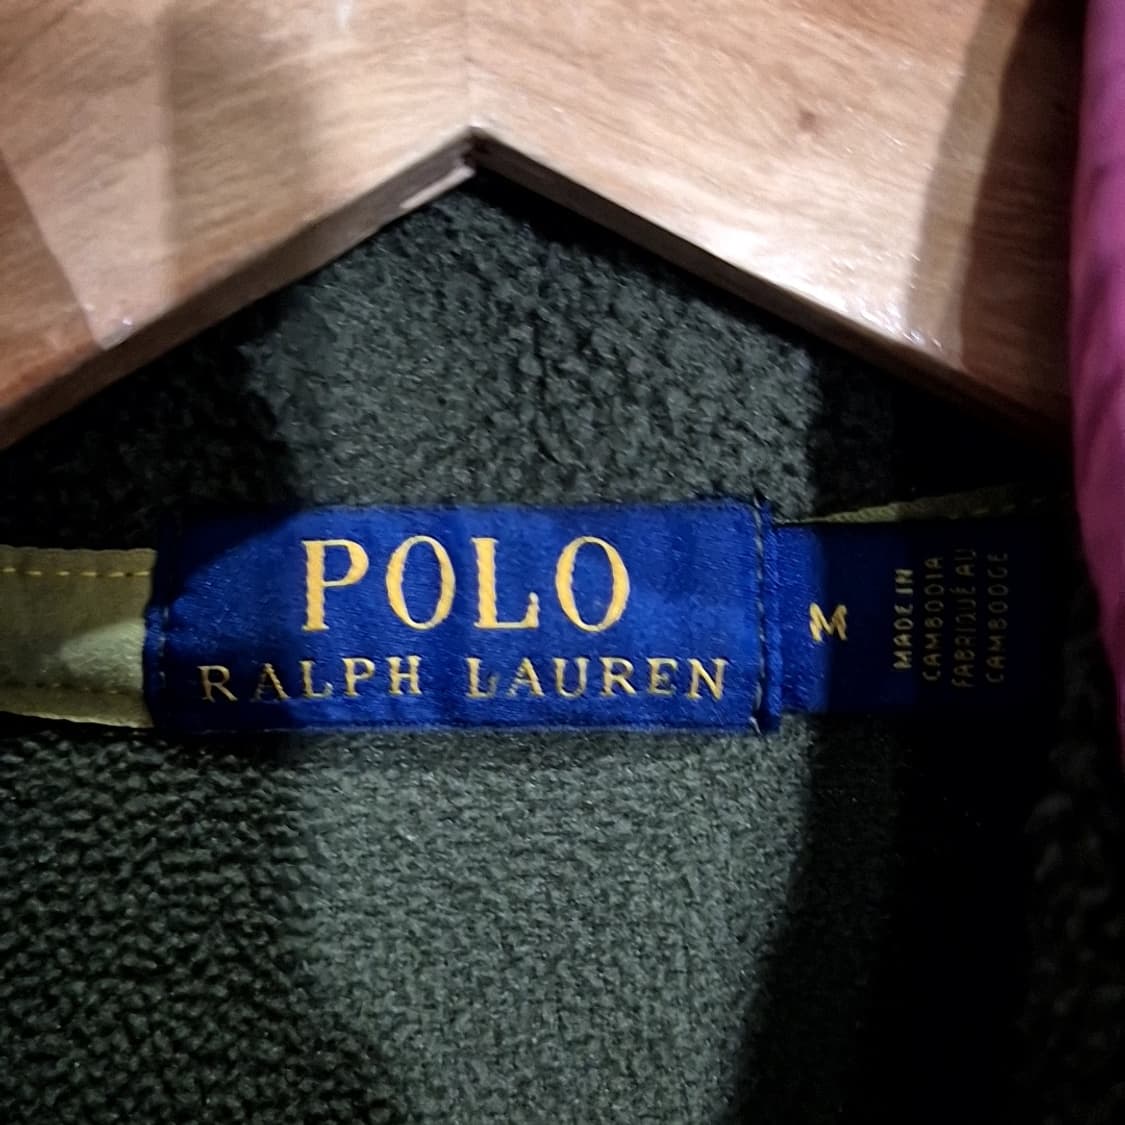 POLO
RALPH LAUREN
M
MADE IN
CAMBODIA
FABRIQUÉ AU
CAMBODGE